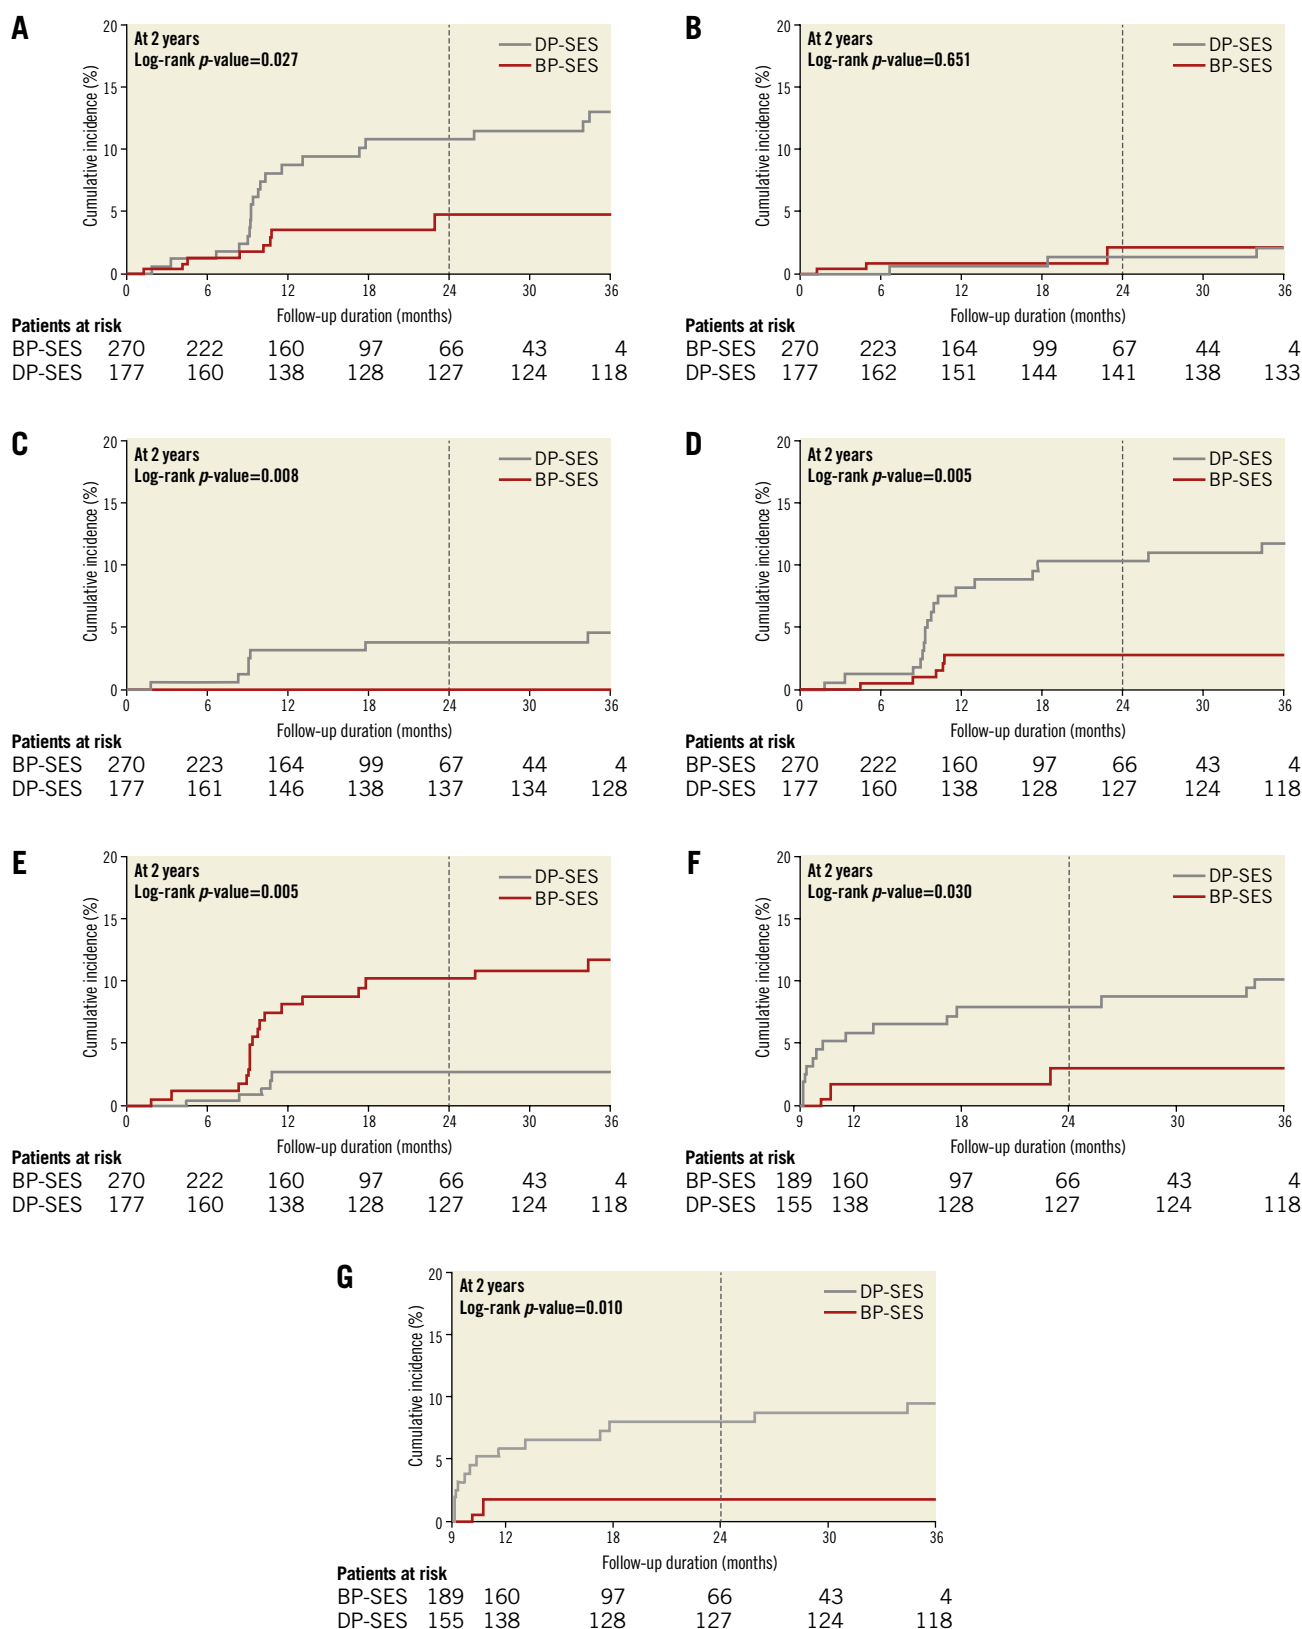 A
At 2 years
Log-rank p-value=0.027
DP-SES
BP-SES
Cumulative incidence (%)
20
15
10
5
0
0 6 12 18 24 30 36
Follow-up duration (months)
Patients at risk
BP-SES 270 222 160 97 66 43 4
DP-SES 177 160 138 128 127 124 118
B
At 2 years
Log-rank p-value=0.651
DP-SES
BP-SES
Cumulative incidence (%)
20
15
10
5
0
0 6 12 18 24 30 36
Follow-up duration (months)
Patients at risk
BP-SES 270 223 164 99 67 44 4
DP-SES 177 162 151 144 141 138 133
C
At 2 years
Log-rank p-value=0.008
DP-SES
BP-SES
Cumulative incidence (%)
20
15
10
5
0
0 6 12 18 24 30 36
Follow-up duration (months)
Patients at risk
BP-SES 270 223 164 99 67 44 4
DP-SES 177 161 146 138 137 134 128
D
At 2 years
Log-rank p-value=0.005
DP-SES
BP-SES
Cumulative incidence (%)
20
15
10
5
0
0 6 12 18 24 30 36
Follow-up duration (months)
Patients at risk
BP-SES 270 222 160 97 66 43 4
DP-SES 177 160 138 128 127 124 118
E
At 2 years
Log-rank p-value=0.005
DP-SES
BP-SES
Cumulative incidence (%)
20
15
10
5
0
0 6 12 18 24 30 36
Follow-up duration (months)
Patients at risk
BP-SES 270 222 160 97 66 43 4
DP-SES 177 160 138 128 127 124 118
F
At 2 years
Log-rank p-value=0.030
DP-SES
BP-SES
Cumulative incidence (%)
20
15
10
5
0
9 12 18 24 30 36
Follow-up duration (months)
Patients at risk
BP-SES 189 160 97 66 43 4
DP-SES 155 138 128 127 124 118
G
At 2 years
Log-rank p-value=0.010
DP-SES
BP-SES
Cumulative incidence (%)
20
15
10
5
0
9 12 18 24 30 36
Follow-up duration (months)
Patients at risk
BP-SES 189 160 97 66 43 4
DP-SES 155 138 128 127 124 118